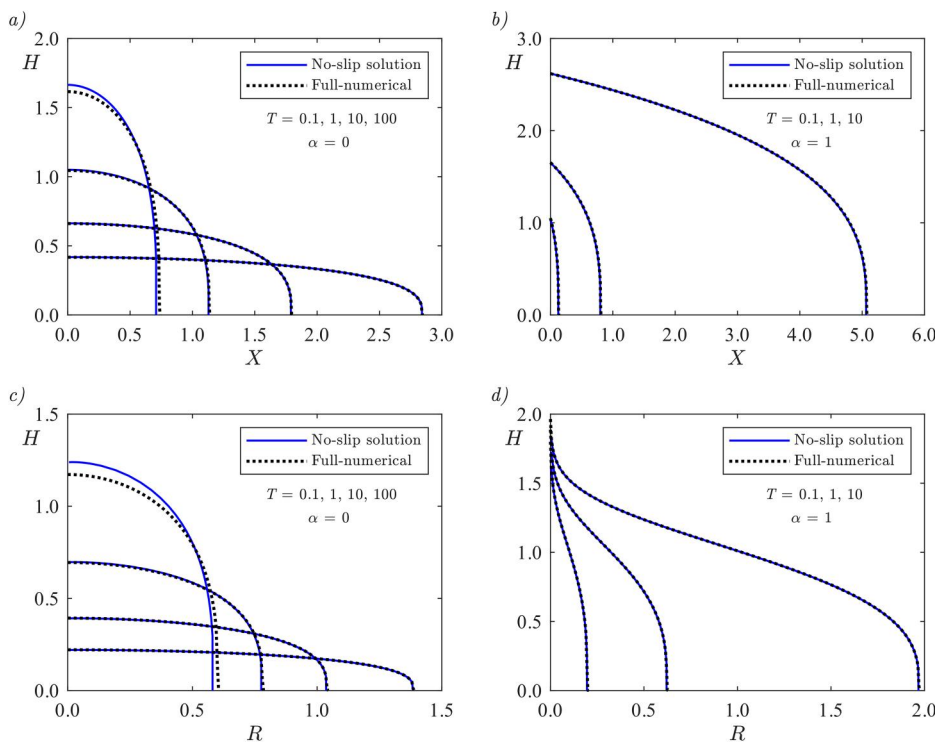 a)
2.0
H
1.5
1.0
0.5
0.0
No-slip solution
Full-numerical
T = 0.1, 1, 10, 100
α = 0
0.0 0.5 1.0 1.5 2.0 2.5 3.0
X
b)
3.0
H
2.0
1.0
0.0
No-slip solution
Full-numerical
T = 0.1, 1, 10
α = 1
0.0 1.0 2.0 3.0 4.0 5.0 6.0
X
c)
1.5
H
1.0
0.5
0.0
No-slip solution
Full-numerical
T = 0.1, 1, 10, 100
α = 0
0.0 0.5 1.0 1.5
R
d)
2.0
H
1.5
1.0
0.5
0.0
No-slip solution
Full-numerical
T = 0.1, 1, 10
α = 1
0.0 0.5 1.0 1.5 2.0
R